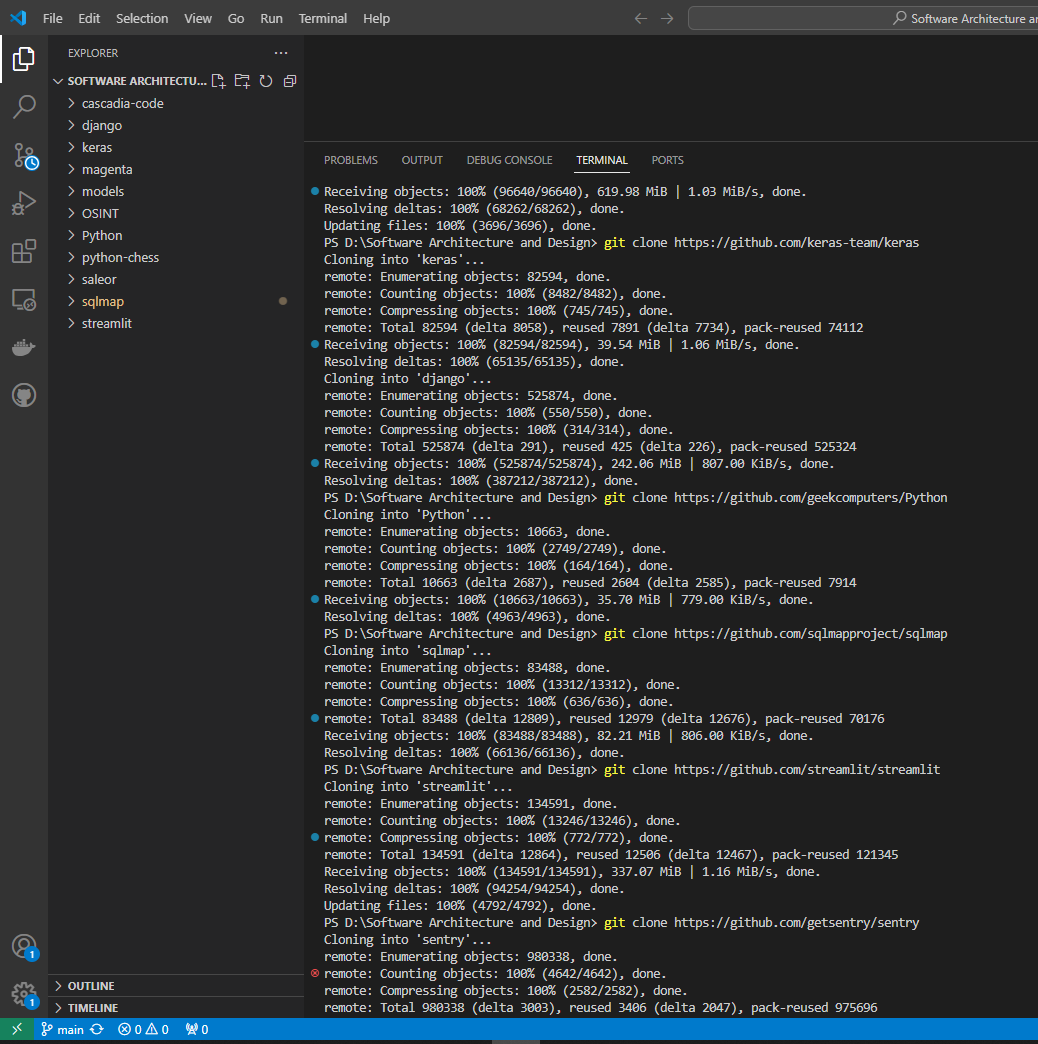 File Edit Selection View Go Run Terminal Help
Software Architecture ar
EXPLORER
SOFTWARE ARCHITECTU...
cascadia-code
django
keras
magenta
models
OSINT
Python
python-chess
saleor
sqlmap
streamlit
OUTLINE
TIMELINE
PROBLEMS OUTPUT DEBUG CONSOLE TERMINAL PORTS
Receiving objects: 100% (96640/96640), 619.98 MiB | 1.03 MiB/s, done.
Resolving deltas: 100% (68262/68262), done.
Updating files: 100% (3696/3696), done.
PS D:\Software Architecture and Design> git clone https://github.com/keras-team/keras
Cloning into 'keras'...
remote: Enumerating objects: 82594, done.
remote: Counting objects: 100% (8482/8482), done.
remote: Compressing objects: 100% (745/745), done.
remote: Total 82594 (delta 8058), reused 7891 (delta 7734), pack-reused 74112
Receiving objects: 100% (82594/82594), 39.54 MiB | 1.06 MiB/s, done.
Resolving deltas: 100% (65135/65135), done.
Cloning into 'django'...
remote: Enumerating objects: 525874, done.
remote: Counting objects: 100% (550/550), done.
remote: Compressing objects: 100% (314/314), done.
remote: Total 525874 (delta 291), reused 425 (delta 226), pack-reused 525324
Receiving objects: 100% (525874/525874), 242.06 MiB | 807.00 KiB/s, done.
Resolving deltas: 100% (387212/387212), done.
PS D:\Software Architecture and Design> git clone https://github.com/geekcomputers/Python
Cloning into 'Python'...
remote: Enumerating objects: 10663, done.
remote: Counting objects: 100% (2749/2749), done.
remote: Compressing objects: 100% (164/164), done.
remote: Total 10663 (delta 2687), reused 2604 (delta 2585), pack-reused 7914
Receiving objects: 100% (10663/10663), 35.70 MiB | 779.00 KiB/s, done.
Resolving deltas: 100% (4963/4963), done.
PS D:\Software Architecture and Design> git clone https://github.com/sqlmapproject/sqlmap
Cloning into 'sqlmap'...
remote: Enumerating objects: 83488, done.
remote: Counting objects: 100% (13312/13312), done.
remote: Compressing objects: 100% (636/636), done.
remote: Total 83488 (delta 12809), reused 12979 (delta 12676), pack-reused 70176
Receiving objects: 100% (83488/83488), 82.21 MiB | 806.00 KiB/s, done.
Resolving deltas: 100% (66136/66136), done.
PS D:\Software Architecture and Design> git clone https://github.com/streamlit/streamlit
Cloning into 'streamlit'...
remote: Enumerating objects: 134591, done.
remote: Counting objects: 100% (13246/13246), done.
remote: Compressing objects: 100% (772/772), done.
remote: Total 134591 (delta 12864), reused 12506 (delta 12467), pack-reused 121345
Receiving objects: 100% (134591/134591), 337.07 MiB | 1.16 MiB/s, done.
Resolving deltas: 100% (94254/94254), done.
Updating files: 100% (4792/4792), done.
PS D:\Software Architecture and Design> git clone https://github.com/getsentry/sentry
Cloning into 'sentry'...
remote: Enumerating objects: 980338, done.
remote: Counting objects: 100% (4642/4642), done.
remote: Compressing objects: 100% (2582/2582), done.
remote: Total 980338 (delta 3003), reused 3406 (delta 2047), pack-reused 975696
1
1
main 0 0 0